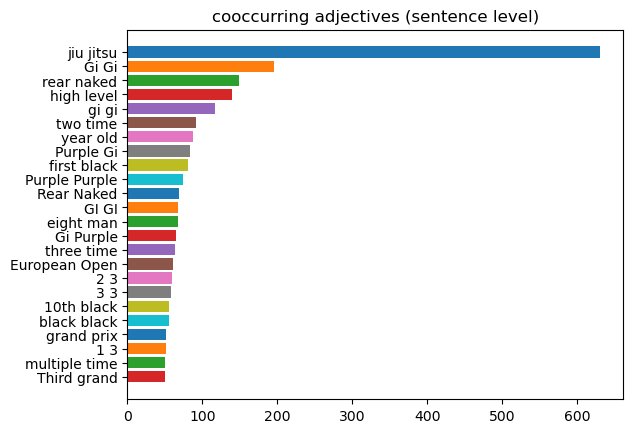 cooccurring adjectives (sentence level)
jiu jitsu
Gi Gi
rear naked
high level
gi gi
two time
year old
Purple Gi
first black
Purple Purple
Rear Naked
GI GI
eight man
Gi Purple
three time
European Open
2 3
3 3
10th black
black black
grand prix
1 3
multiple time
Third grand
0 100 200 300 400 500 600